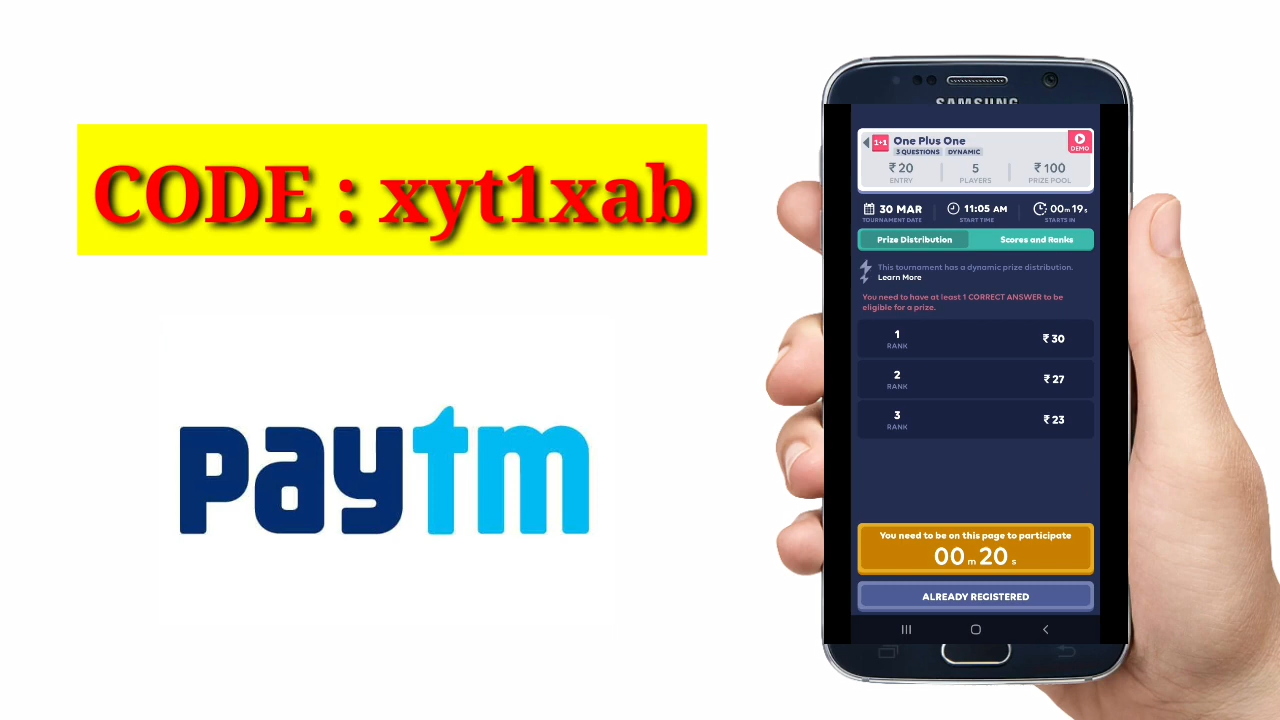 CODE : xyt1xab
paytm
SAMSUNG
1+1
One Plus One
DEMO
3 QUESTIONS DYNAMIC
₹20 5 ₹100
ENTRY PLAYERS PRIZE POOL
30 MAR 11:05 AM 00m 19s
TOURNAMENT DATE START TIME STARTS IN
Prize Distribution Scores and Ranks
This tournament has a dynamic prize distribution.
Learn More
You need to have at least 1 CORRECT ANSWER to be
eligible for a prize.
1 ₹30
RANK
2 ₹27
RANK
3 ₹23
RANK
You need to be on this page to participate
00 m 20 s
ALREADY REGISTERED